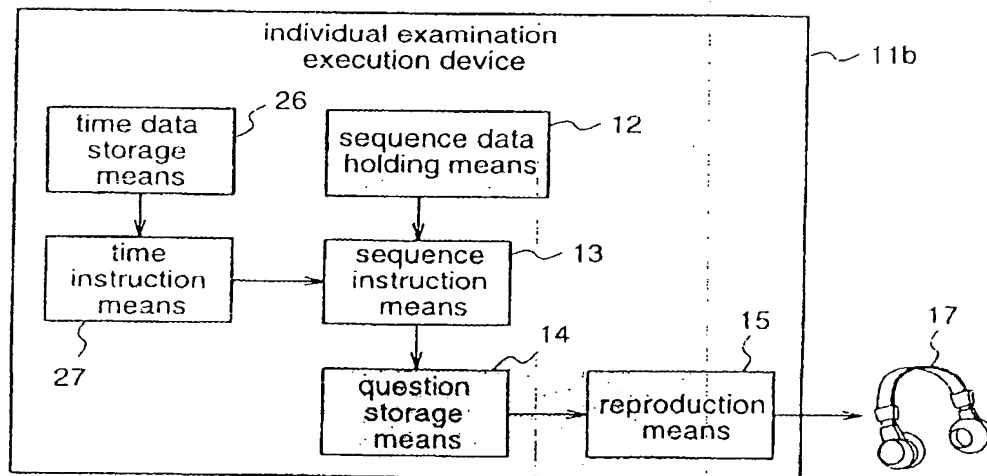 individual examination
execution device
11b
26
time data
storage
means
12
sequence data
holding means
time
instruction
means
27
sequence
instruction
means
13
14
question
storage
means
15
reproduction
means
17